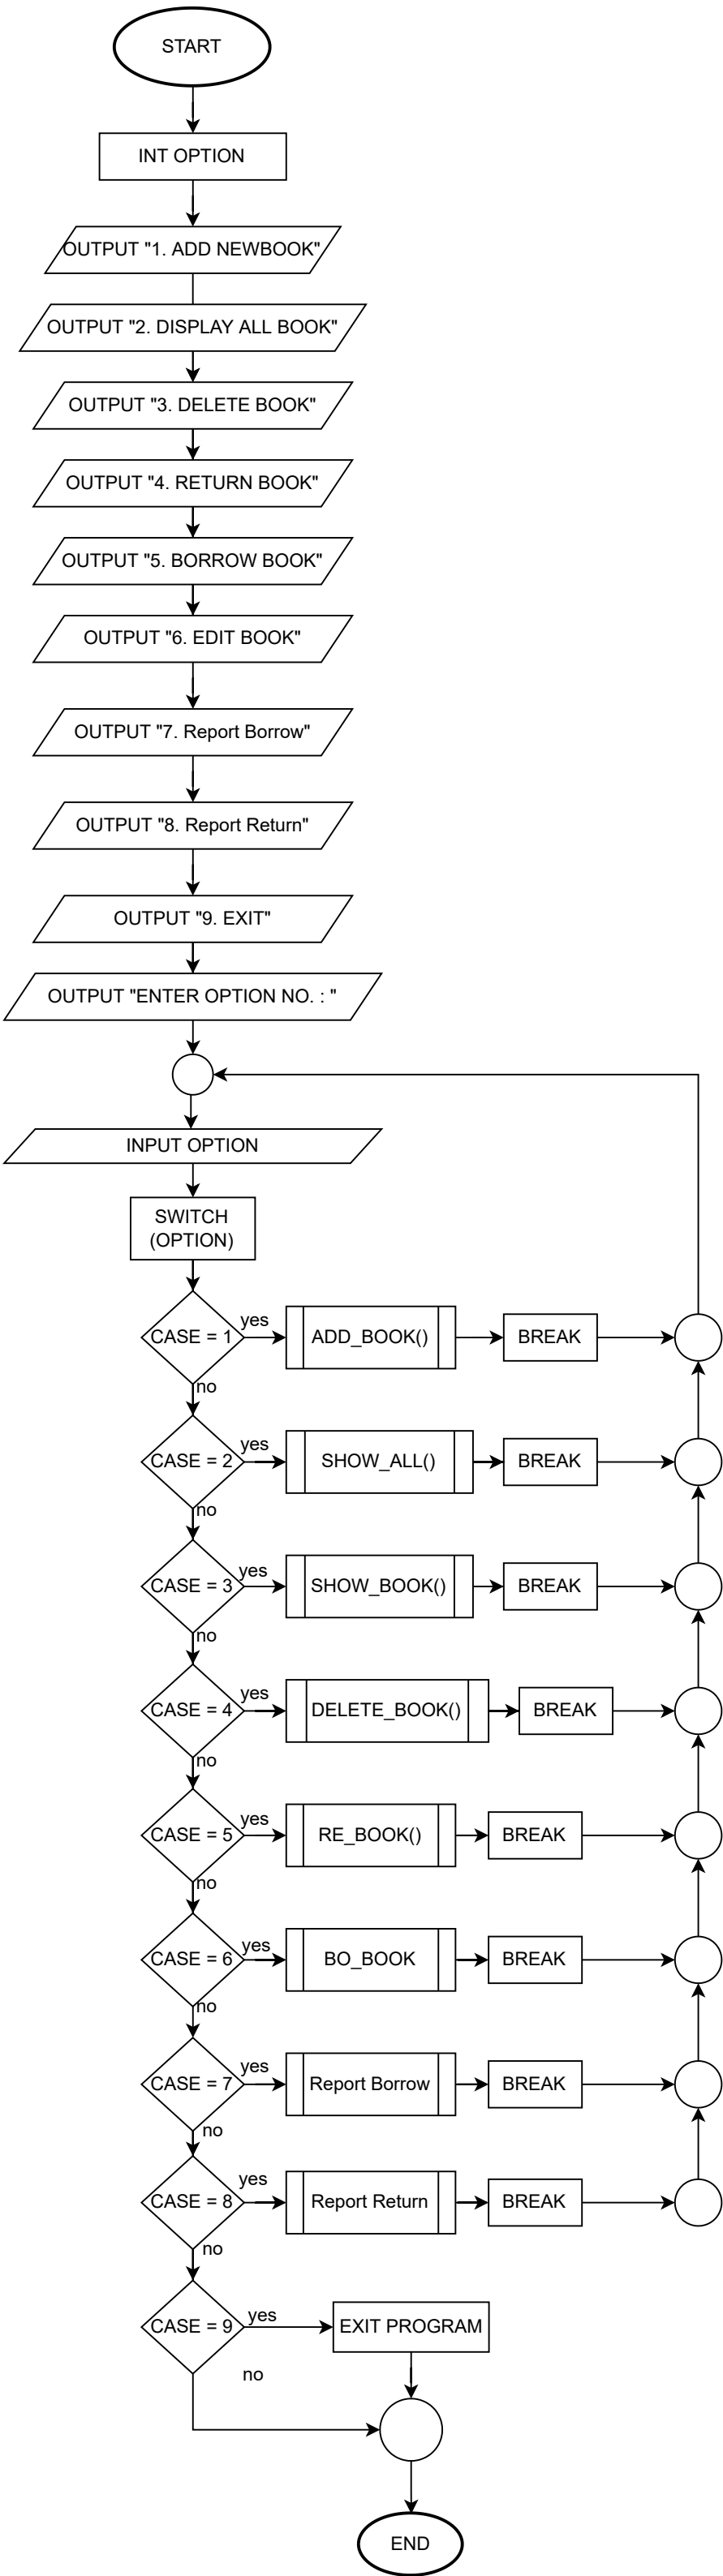 START
INT OPTION
OUTPUT "1. ADD NEWBOOK"
OUTPUT "2. DISPLAY ALL BOOK"
OUTPUT "3. DELETE BOOK"
OUTPUT "4. RETURN BOOK"
OUTPUT "5. BORROW BOOK"
OUTPUT "6. EDIT BOOK"
OUTPUT "7. Report Borrow"
OUTPUT "8. Report Return"
OUTPUT "9. EXIT"
OUTPUT "ENTER OPTION NO. : "
INPUT OPTION
SWITCH
(OPTION)
CASE = 1
yes
ADD_BOOK()
BREAK
no
CASE = 2
yes
SHOW_ALL()
BREAK
no
CASE = 3
yes
SHOW_BOOK()
BREAK
no
CASE = 4
yes
DELETE_BOOK()
BREAK
no
CASE = 5
yes
RE_BOOK()
BREAK
no
CASE = 6
yes
BO_BOOK
BREAK
no
CASE = 7
yes
Report Borrow
BREAK
no
CASE = 8
yes
Report Return
BREAK
no
CASE = 9
yes
EXIT PROGRAM
no
END